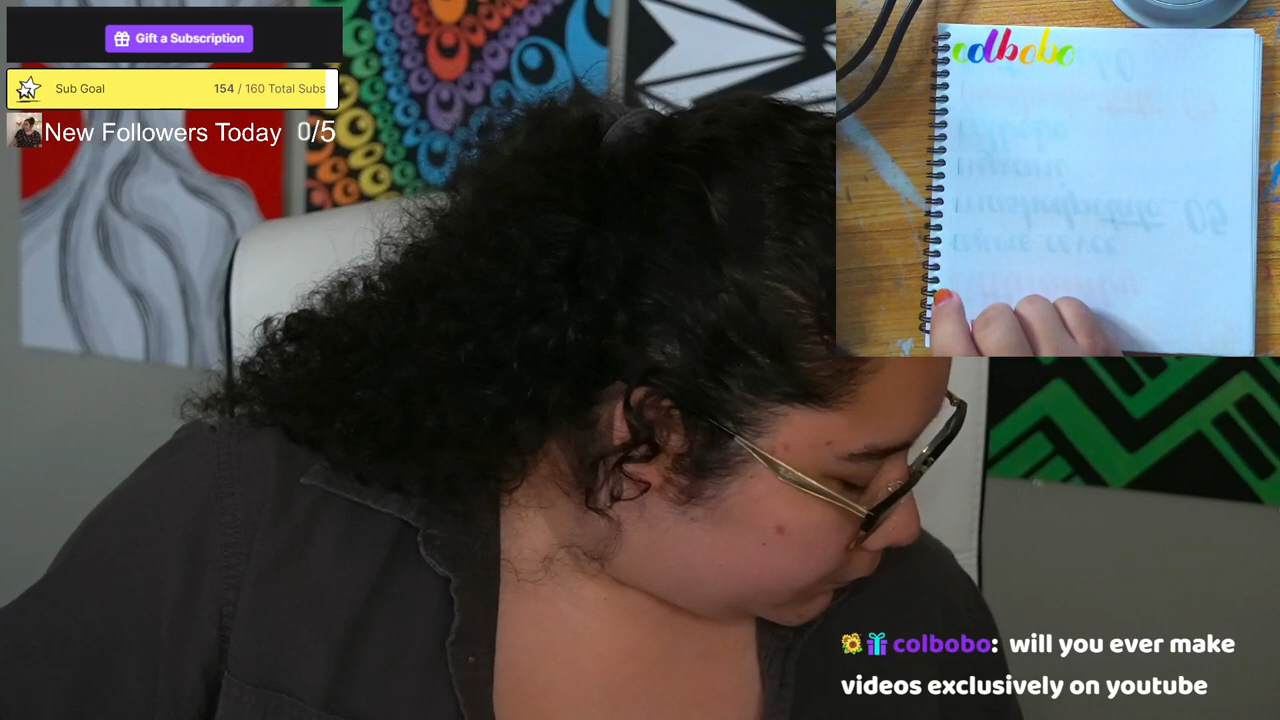 Gift a Subscription
Sub Goal 154 / 160 Total Subs
New Followers Today 0/5
colbobo
colbobo: will you ever make
videos exclusively on youtube